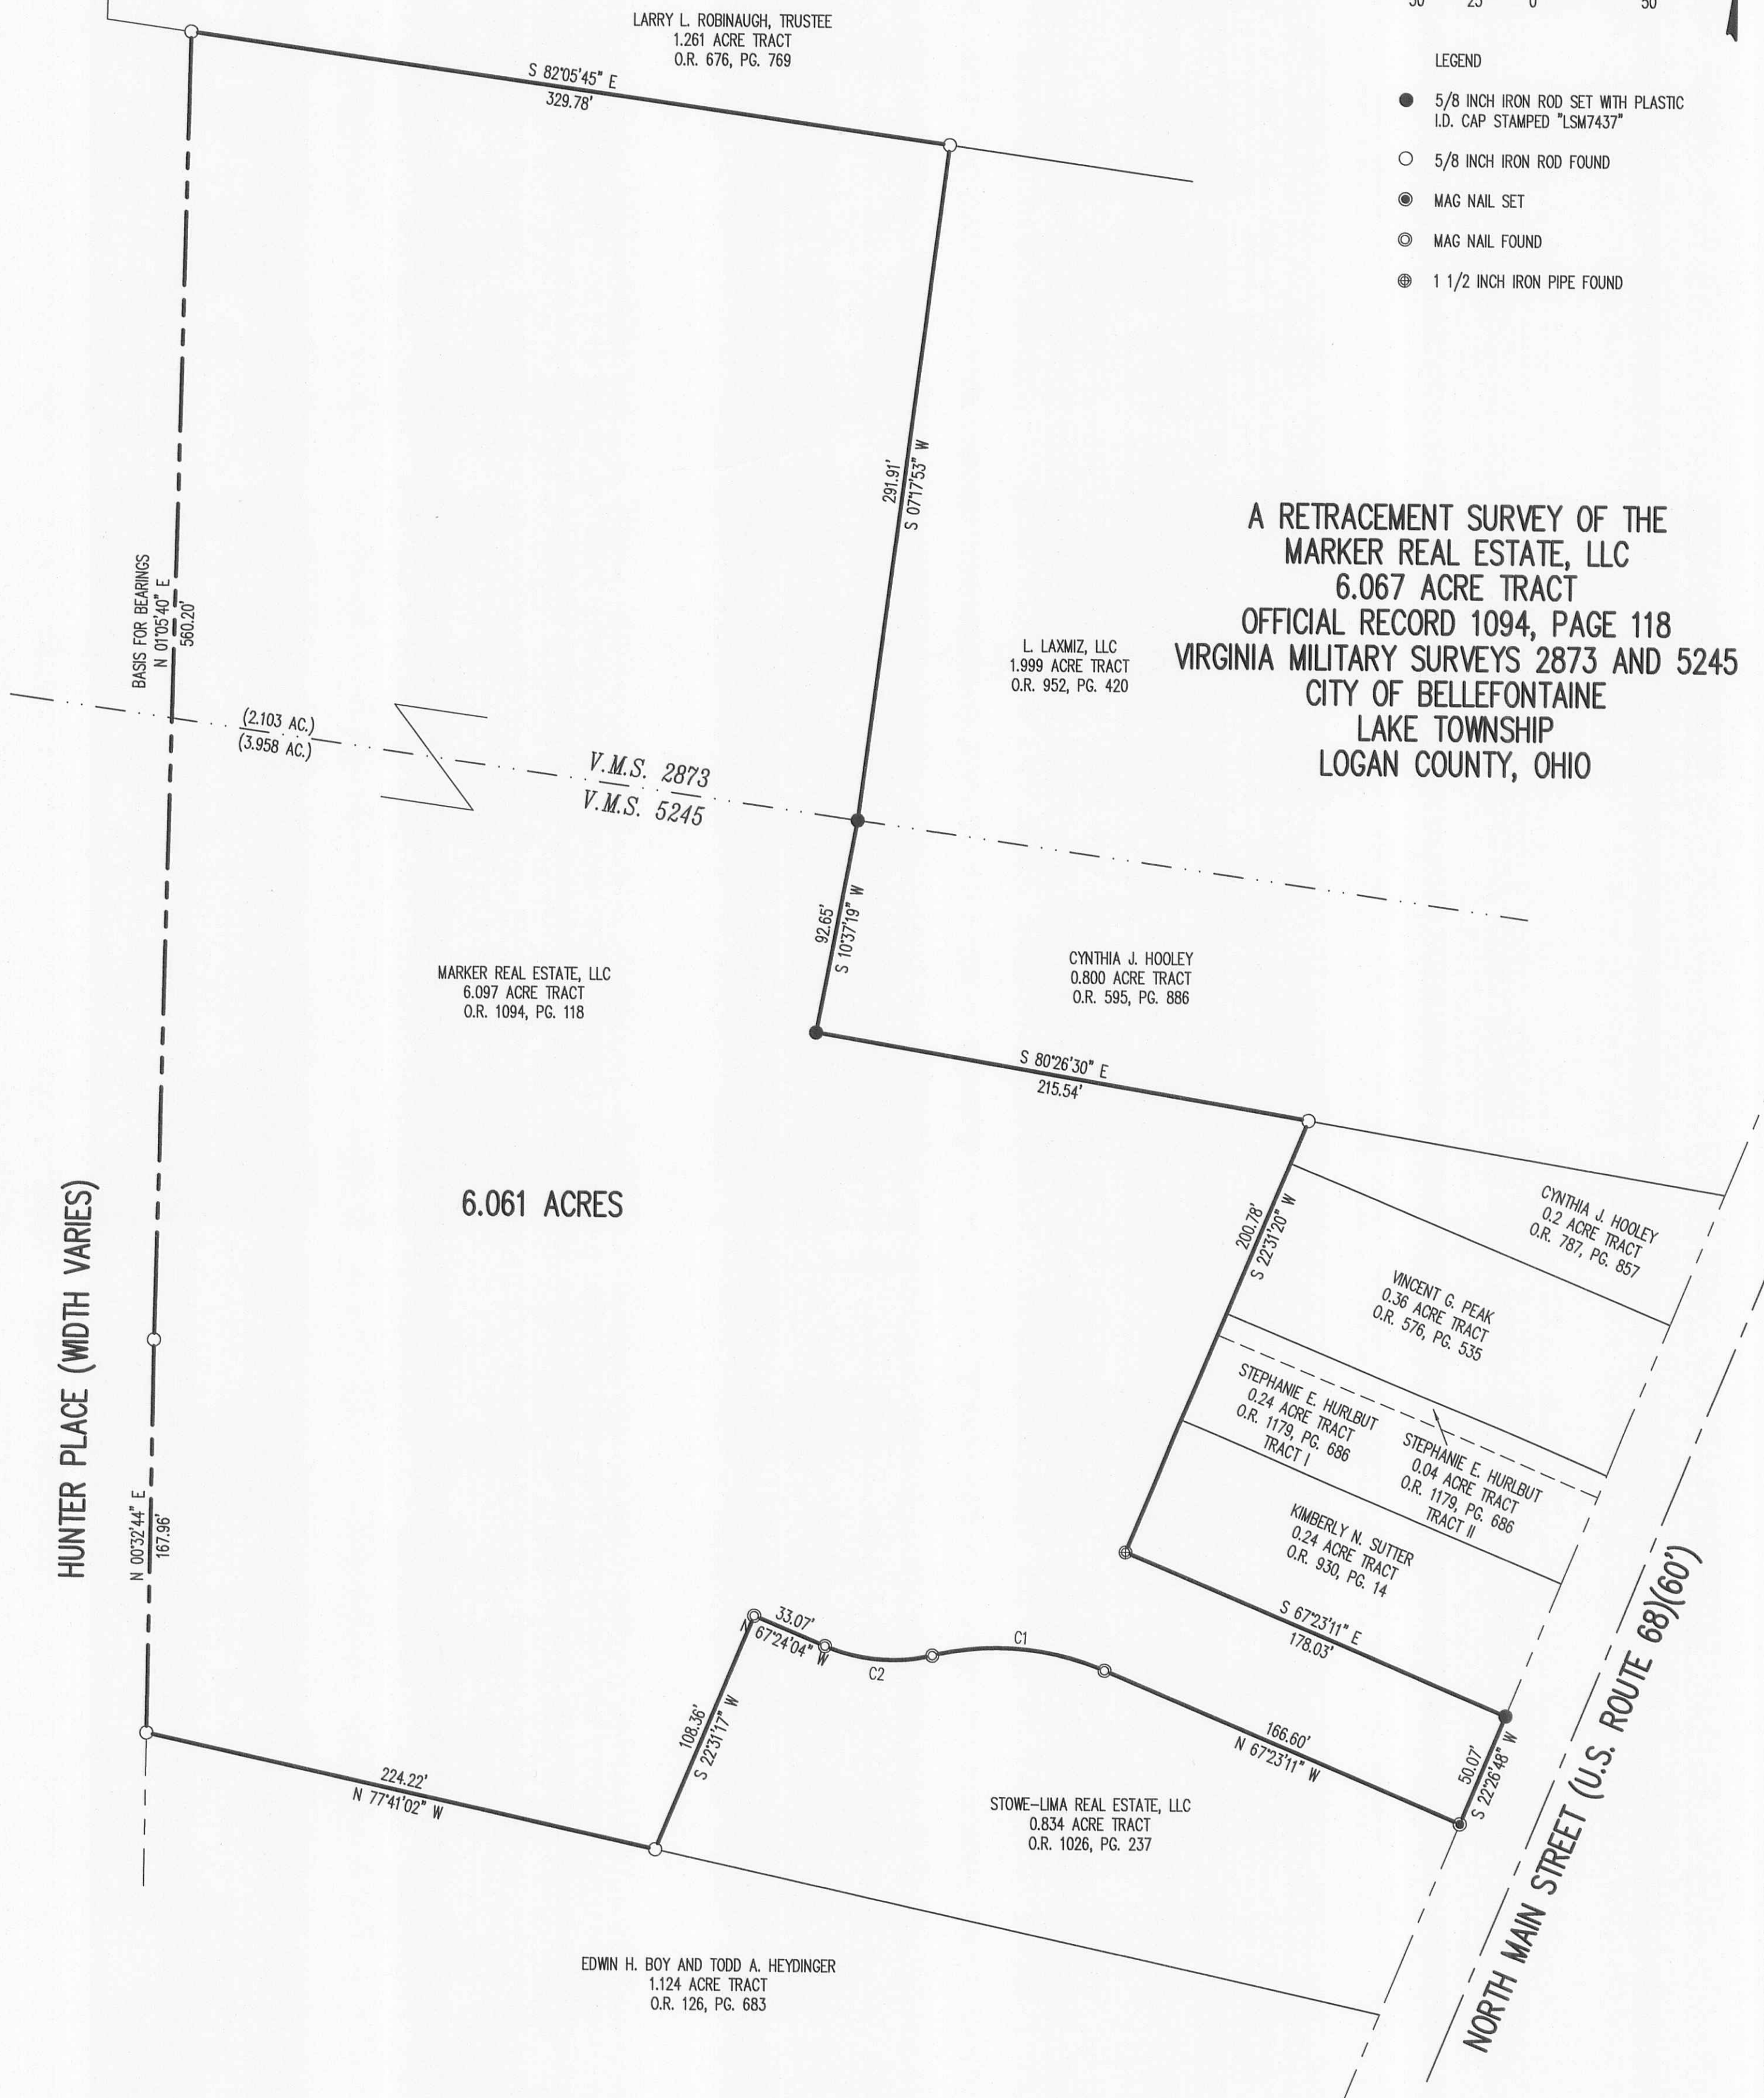 50 25 0 50
LEGEND
5/8 INCH IRON ROD SET WITH PLASTIC
I.D. CAP STAMPED "LSM7437"
5/8 INCH IRON ROD FOUND
MAG NAIL SET
MAG NAIL FOUND
1 1/2 INCH IRON PIPE FOUND
LARRY L. ROBINAUGH, TRUSTEE
1.261 ACRE TRACT
O.R. 676, PG. 769
S 82°05'45" E
329.78'
291.91'
S 07°17'53" W
A RETRACEMENT SURVEY OF THE
MARKER REAL ESTATE, LLC
6.067 ACRE TRACT
OFFICIAL RECORD 1094, PAGE 118
VIRGINIA MILITARY SURVEYS 2873 AND 5245
CITY OF BELLEFONTAINE
LAKE TOWNSHIP
LOGAN COUNTY, OHIO
BASIS FOR BEARINGS
N 01°05'40" E
560.20'
L. LAXMIZ, LLC
1.999 ACRE TRACT
O.R. 952, PG. 420
(2.103 AC.)
(3.958 AC.)
V.M.S. 2873
V.M.S. 5245
92.65'
S 10°37'19" W
MARKER REAL ESTATE, LLC
6.097 ACRE TRACT
O.R. 1094, PG. 118
CYNTHIA J. HOOLEY
0.800 ACRE TRACT
O.R. 595, PG. 886
S 80°26'30" E
215.54'
6.061 ACRES
HUNTER PLACE (WIDTH VARIES)
200.78'
S 22°31'20" W
CYNTHIA J. HOOLEY
0.2 ACRE TRACT
O.R. 787, PG. 857
VINCENT G. PEAK
0.36 ACRE TRACT
O.R. 576, PG. 535
STEPHANIE E. HURLBUT
0.24 ACRE TRACT
O.R. 1179, PG. 686
TRACT I
STEPHANIE E. HURLBUT
0.04 ACRE TRACT
O.R. 1179, PG. 686
TRACT II
KIMBERLY N. SUTTER
0.24 ACRE TRACT
O.R. 930, PG. 14
N 00°32'44" E
167.96'
S 67°23'11" E
178.03'
33.07'
N 67°24'04" W
C2
C1
108.36'
S 22°31'17" W
166.60'
N 67°23'11" W
50.07'
S 22°26'48" W
224.22'
N 77°41'02" W
STOWE-LIMA REAL ESTATE, LLC
0.834 ACRE TRACT
O.R. 1026, PG. 237
NORTH MAIN STREET (U.S. ROUTE 68)(60')
EDWIN H. BOY AND TODD A. HEYDINGER
1.124 ACRE TRACT
O.R. 126, PG. 683